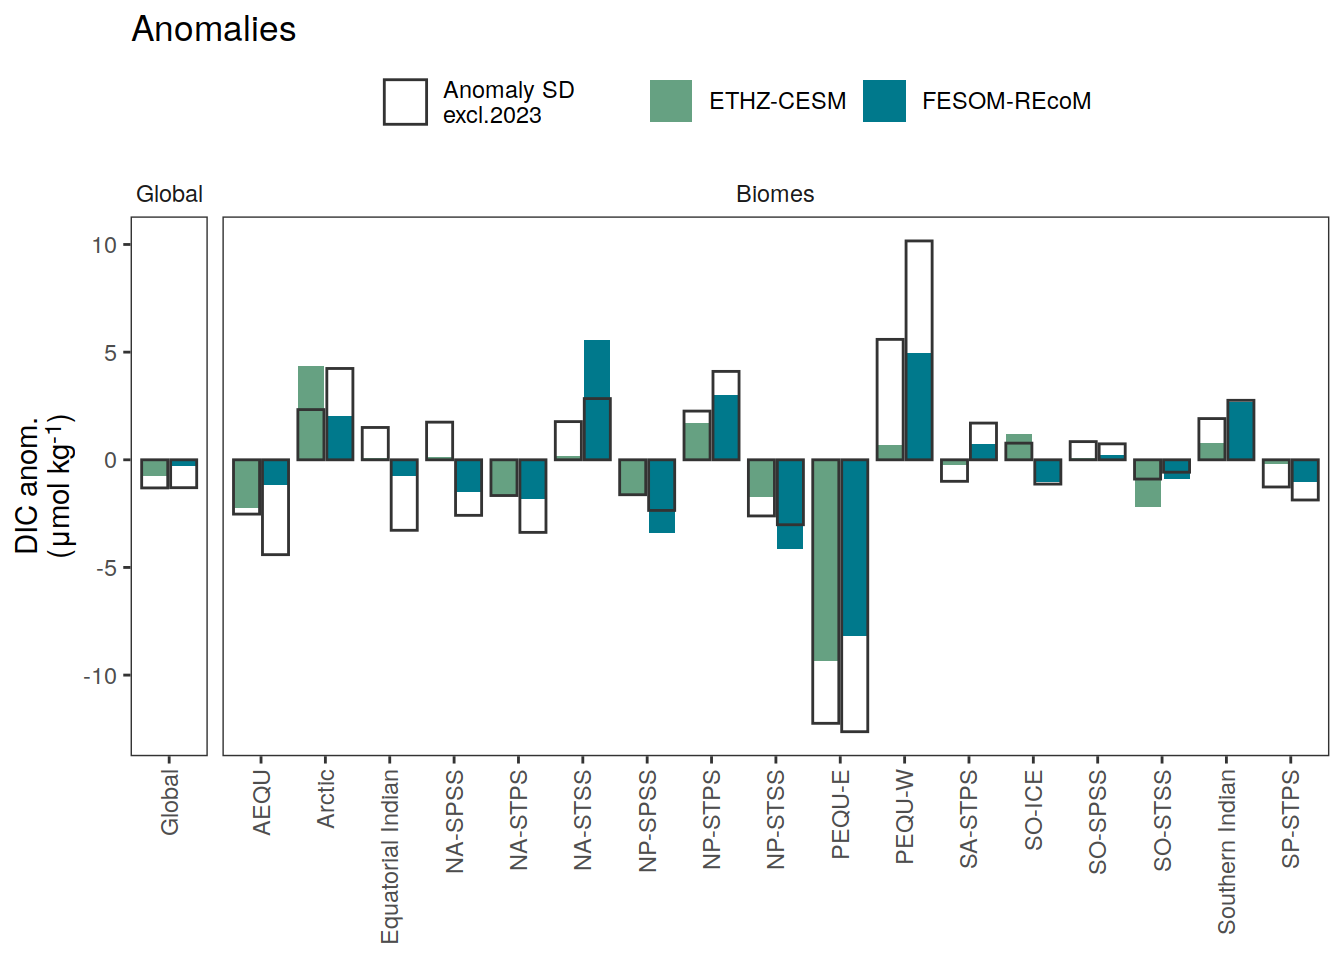 Anomalies
Anomaly SD
excl.2023
ETHZ-CESM
FESOM-REcoM
Global
Biomes
10
5
0
-5
-10
DIC anom.
(μmol kg⁻¹)
Global
AEQU
Arctic
Equatorial Indian
NA-SPSS
NA-STPS
NA-STSS
NP-SPSS
NP-STPS
NP-STSS
PEQU-E
PEQU-W
SA-STPS
SO-ICE
SO-SPSS
SO-STSS
Southern Indian
SP-STPS